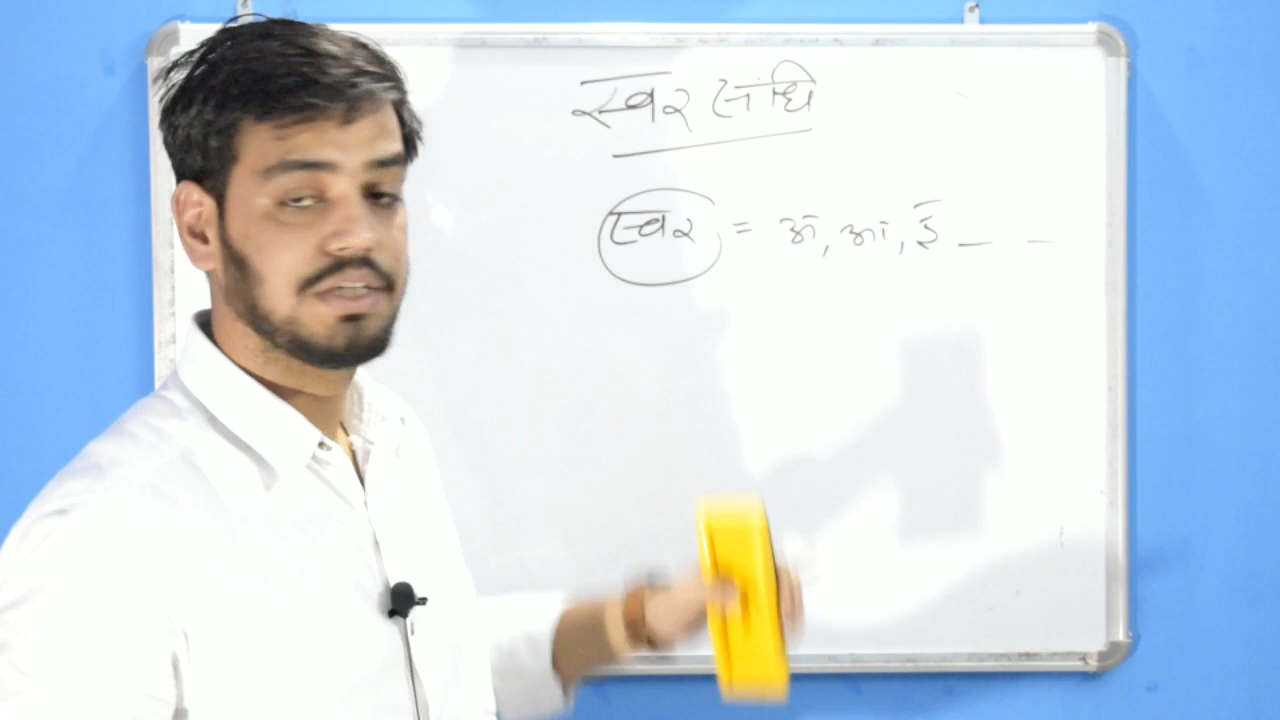 स्वर संधि
स्वर = अ, आ, ई _ _